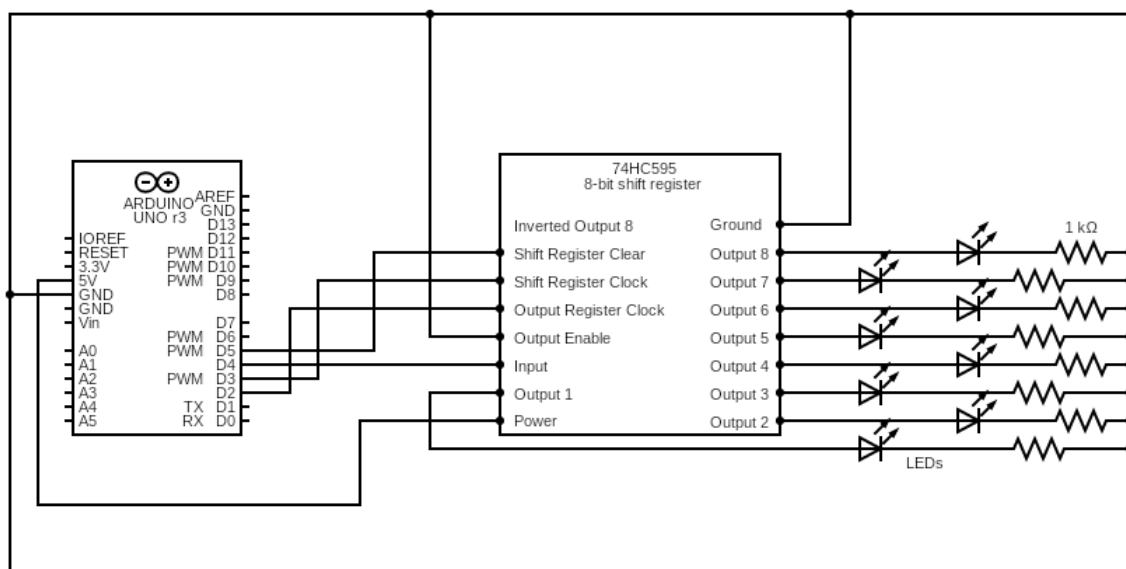 ARDUINO
UNO r3
IOREF
RESET
3.3V
5V
GND
GND
Vin
A0
A1
A2
A3
A4
A5
AREF
GND
D13
D12
PWM D11
PWM D10
PWM D9
D8
D7
PWM D6
PWM D5
D4
PWM D3
D2
TX D1
RX D0
74HC595
8-bit shift register
Inverted Output 8
Shift Register Clear
Shift Register Clock
Output Register Clock
Output Enable
Input
Output 1
Power
Ground
Output 8
Output 7
Output 6
Output 5
Output 4
Output 3
Output 2
1 kΩ
LEDs